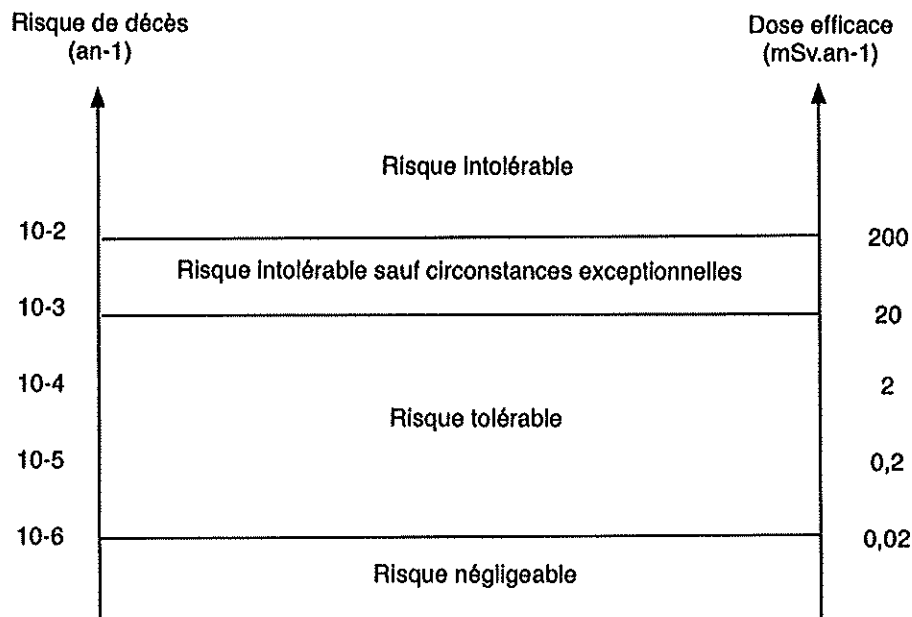 Risque de décès
(an-1)
Dose efficace
(mSv.an-1)
Risque Intolérable
10-2
200
Risque intolérable sauf circonstances exceptionnelles
10-3
20
10-4
2
Risque tolérable
10-5
0,2
10-6
0,02
Risque négligeable